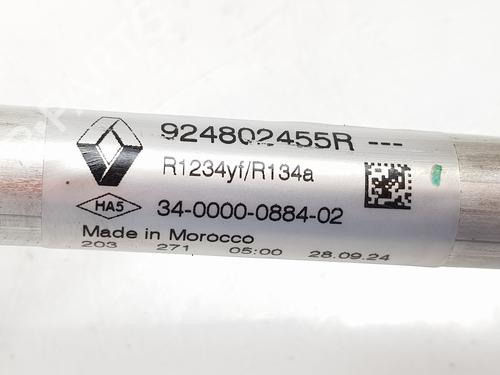 924802455R ---
R1234yf/R134a
HA5
34-0000-0884-02
Made in Morocco
203 271 05:00 28.09.24